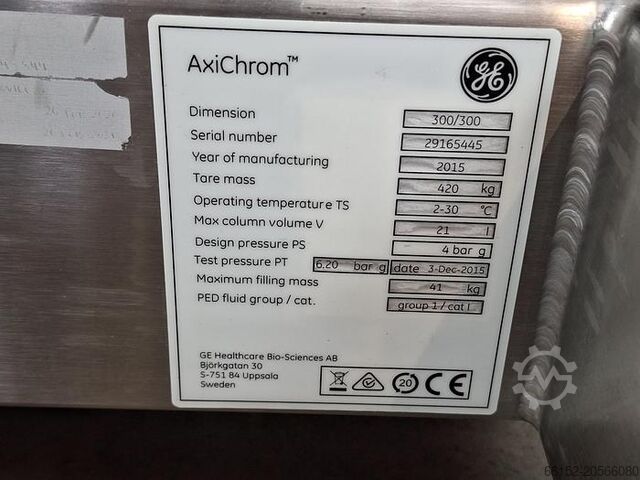 AxiChrom™
GE
Dimension 300/300
Serial number 29165445
Year of manufacturing 2015
Tare mass 420 kg
Operating temperature TS 2-30 °C
Max column volume V 21 l
Design pressure PS 4 bar g
Test pressure PT 6.20 bar g date 3-Dec-2015
Maximum filling mass 41 kg
PED fluid group / cat. group 1 / cat I
GE Healthcare Bio-Sciences AB
Björkgatan 30
S-751 84 Uppsala
Sweden
20 CE
66152-20566080